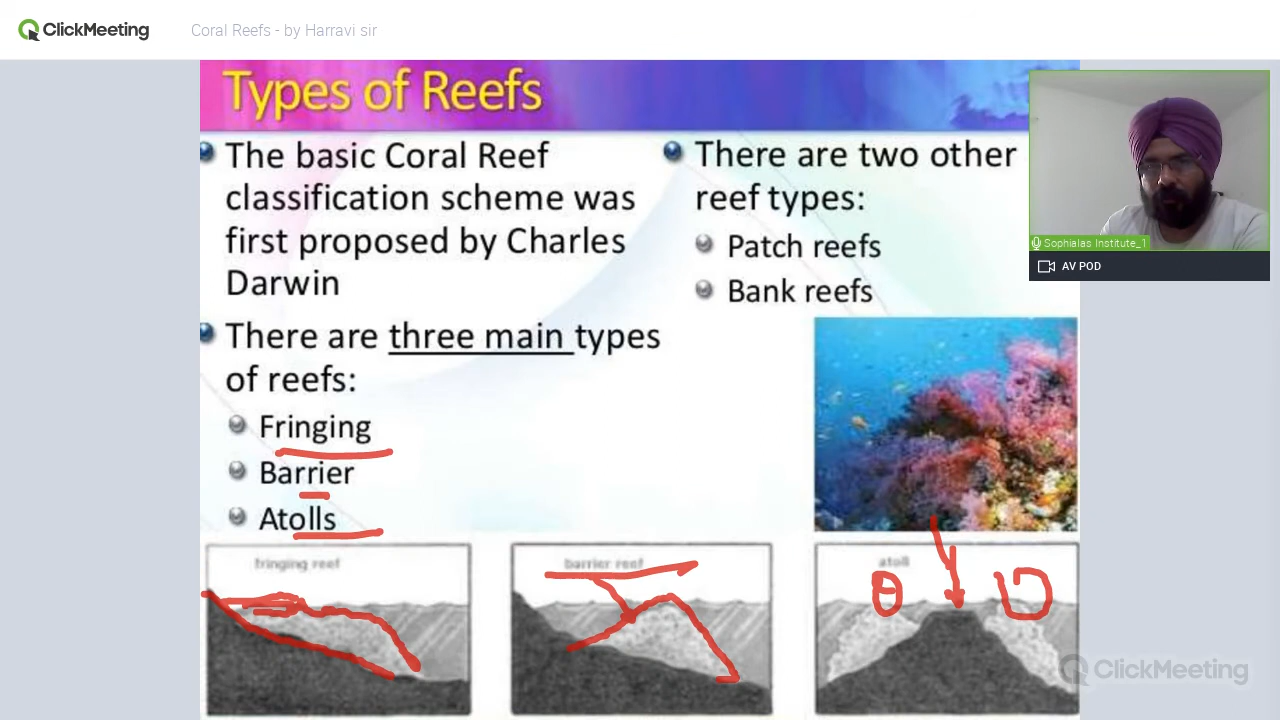 ClickMeeting
Coral Reefs - by Harravi sir
Types of Reefs
The basic Coral Reef
classification scheme was
first proposed by Charles
Darwin
There are three main types
of reefs:
Fringing
Barrier
Atolls
There are two other
reef types:
Patch reefs
Bank reefs
Sophialas Institute_1
AV POD
fringing reef
barrier reef
atoll
ClickMeeting